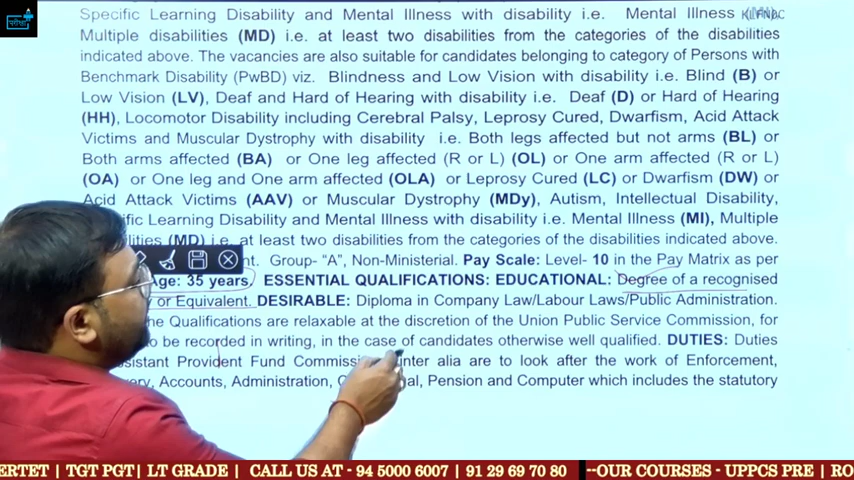 परीक्षा
KLFNDC
Specific Learning Disability and Mental Illness with disability i.e. Mental Illness
Multiple disabilities (MD) i.e. at least two disabilities from the categories of the disabilities
indicated above. The vacancies are also suitable for candidates belonging to category of Persons with
Benchmark Disability (PwBD) viz. Blindness and Low Vision with disability i.e. Blind (B) or
Low Vision (LV), Deaf and Hard of Hearing with disability i.e. Deaf (D) or Hard of Hearing
(HH), Locomotor Disability including Cerebral Palsy, Leprosy Cured, Dwarfism, Acid Attack
Victims and Muscular Dystrophy with disability i.e. Both legs affected but not arms (BL) or
Both arms affected (BA) or One leg affected (R or L) (OL) or One arm affected (R or L)
(OA) or One leg and One arm affected (OLA) or Leprosy Cured (LC) or Dwarfism (DW) or
Acid Attack Victims (AAV) or Muscular Dystrophy (MDy), Autism, Intellectual Disability,
Learning Disability and Mental Illness with disability i.e. Mental Illness (MI), Multiple
(MD) i.e. at least two disabilities from the categories of the disabilities indicated above.
Group- “A”, Non-Ministerial. Pay Scale: Level- 10 in the Pay Matrix as per
Age: 35 years. ESSENTIAL QUALIFICATIONS: EDUCATIONAL: Degree of a recognised
or Equivalent. DESIRABLE: Diploma in Company Law/Labour Laws/Public Administration.
the Qualifications are relaxable at the discretion of the Union Public Service Commission, for
to be recorded in writing, in the case of candidates otherwise well qualified. DUTIES: Duties
Provident Fund inter alia are to look after the work of Enforcement,
Accounts, Administration, Pension and Computer which includes the statutory
ERTET | TGT PGT| LT GRADE | CALL US AT - 94 5000 6007 | 91 29 69 70 80 --OUR COURSES - UPPCS PRE | RO